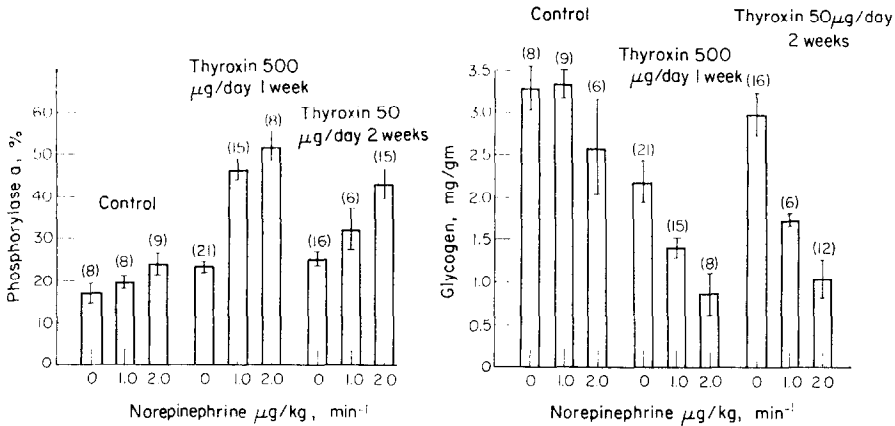 Phosphorylase a, %
60
50
40
30
20
10
0
Control
Thyroxin 500
µg/day 1 week
Thyroxin 50
µg/day 2 weeks
(8)
(8)
(9)
(21)
(15)
(8)
(16)
(6)
(15)
0 1.0 2.0 0 1.0 2.0 0 1.0 2.0
Norepinephrine µg/kg, min⁻¹
Glycogen, mg/gm
3.5
3.0
2.5
2.0
1.5
1.0
0.5
0
Control
Thyroxin 500
µg/day 1 week
Thyroxin 50µg/day
2 weeks
(8)
(9)
(6)
(21)
(15)
(8)
(16)
(6)
(12)
0 1.0 2.0 0 1.0 2.0 0 1.0 2.0
Norepinephrine µg/kg, min⁻¹